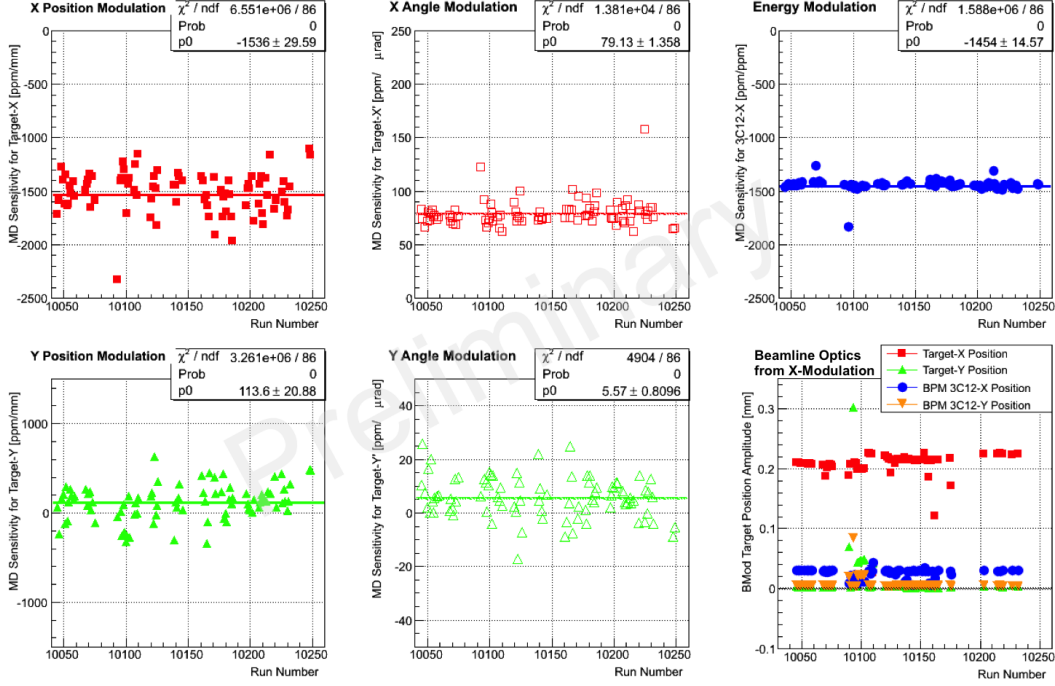 X Position Modulation
χ² / ndf 6.551e+06 / 86
Prob 0
p0 -1536 ± 29.59
MD Sensitivity for Target-X [ppm/mm]
0
-500
-1000
-1500
-2000
-2500
10050 10100 10150 10200 10250
Run Number
X Angle Modulation
χ² / ndf 1.381e+04 / 86
Prob 0
p0 79.13 ± 1.358
MD Sensitivity for Target-X' [ppm/ μrad]
250
200
150
100
50
0
10050 10100 10150 10200 10250
Run Number
Energy Modulation
χ² / ndf 1.588e+06 / 86
Prob 0
p0 -1454 ± 14.57
MD Sensitivity for 3C12-X [ppm/ppm]
0
-500
-1000
-1500
-2000
-2500
10050 10100 10150 10200 10250
Run Number
Y Position Modulation
χ² / ndf 3.261e+06 / 86
Prob 0
p0 113.6 ± 20.88
MD Sensitivity for Target-Y [ppm/mm]
1000
0
-1000
10050 10100 10150 10200 10250
Run Number
Y Angle Modulation
χ² / ndf 4904 / 86
Prob 0
p0 5.57 ± 0.8096
MD Sensitivity for Target-Y' [ppm/ μrad]
40
20
0
-20
-40
10050 10100 10150 10200 10250
Run Number
Beamline Optics
from X-Modulation
Target-X Position
Target-Y Position
BPM 3C12-X Position
BPM 3C12-Y Position
BMod Target Position Amplitude [mm]
0.3
0.2
0.1
0
-0.1
10050 10100 10150 10200 10250
Run Number
Preliminary